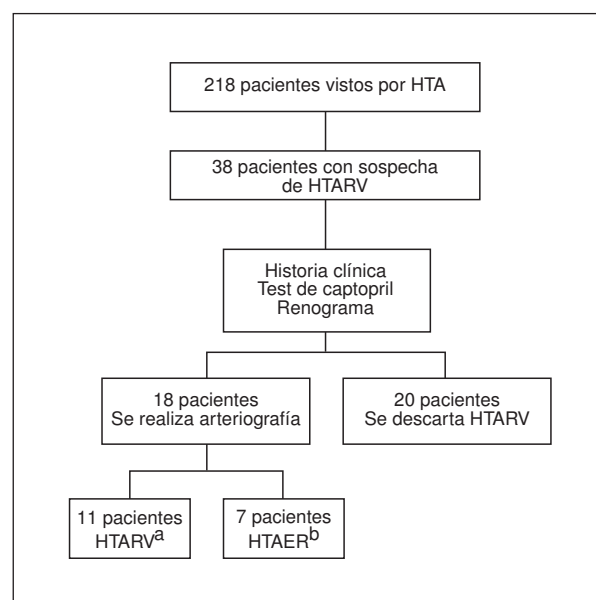 218 pacientes vistos por HTA
38 pacientes con sospecha
de HTARV
Historia clínica
Test de captopril
Renograma
18 pacientes
Se realiza arteriografía
20 pacientes
Se descarta HTARV
11 pacientes
HTARVa
7 pacientes
HTAERb